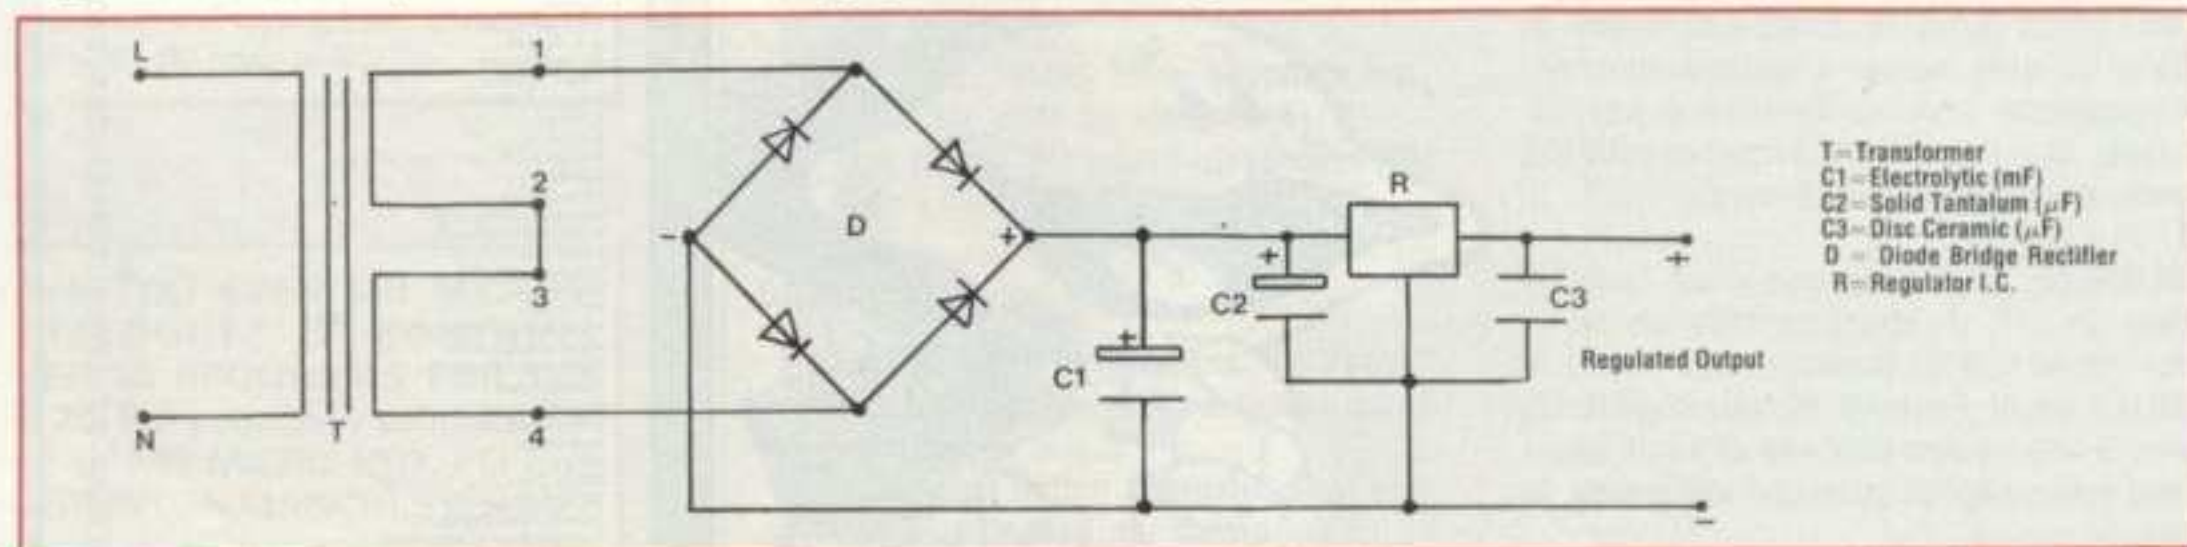 L
1
2
3
4
N
T
D
-
+
C1
+
C2
+
R
C3
+
-
Regulated Output
T=Transformer
C1=Electrolytic (mF)
C2=Solid Tantalum (μF)
C3=Disc Ceramic (μF)
D = Diode Bridge Rectifier
R=Regulator I.C.